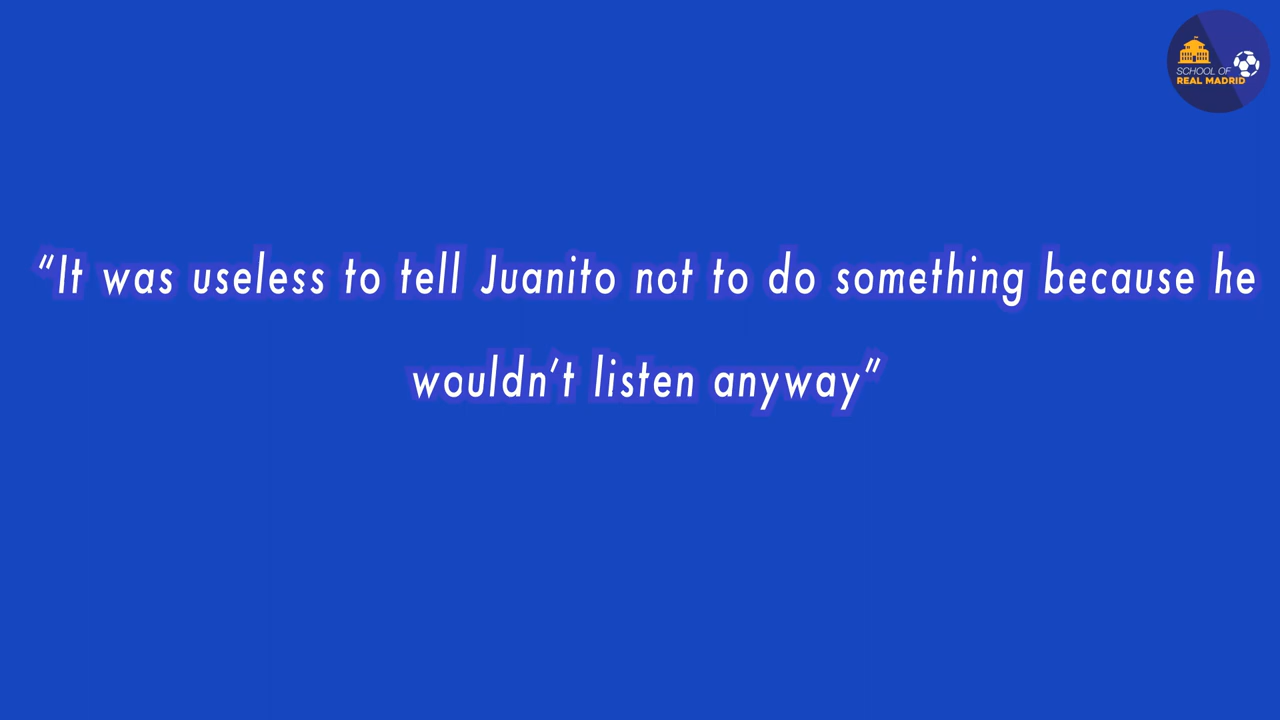 SCHOOL OF
REAL MADRID
“It was useless to tell Juanito not to do something because he
wouldn’t listen anyway”